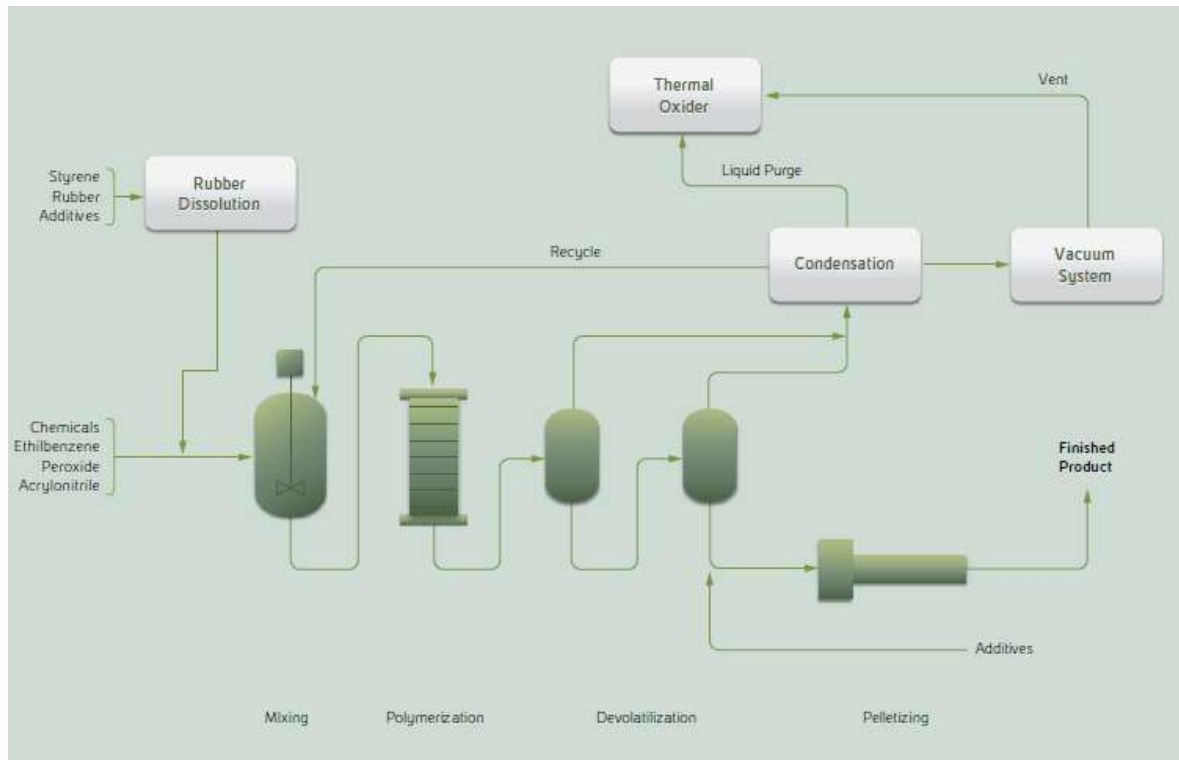 Thermal
Oxider
Vent
Liquid Purge
Styrene
Rubber
Additives
Rubber
Dissolution
Recycle
Condensation
Vacuum
System
Chemicals
Ethilbenzene
Peroxide
Acrylonitrile
Finished
Product
Additives
MIxing
Polymerization
Devolatilization
Pelletizing